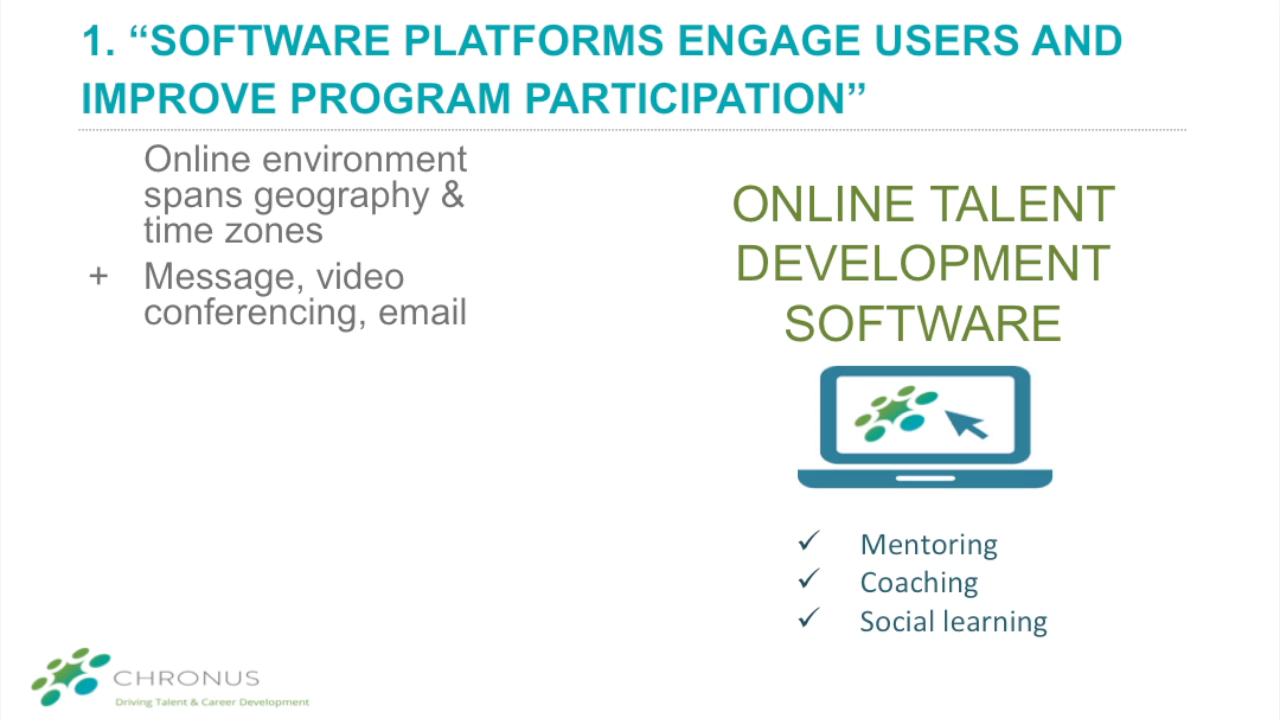 1. “SOFTWARE PLATFORMS ENGAGE USERS AND
IMPROVE PROGRAM PARTICIPATION”
Online environment
spans geography &
time zones
+ Message, video
conferencing, email
ONLINE TALENT
DEVELOPMENT
SOFTWARE
✓ Mentoring
✓ Coaching
✓ Social learning
CHRONUS
Driving Talent & Career Development